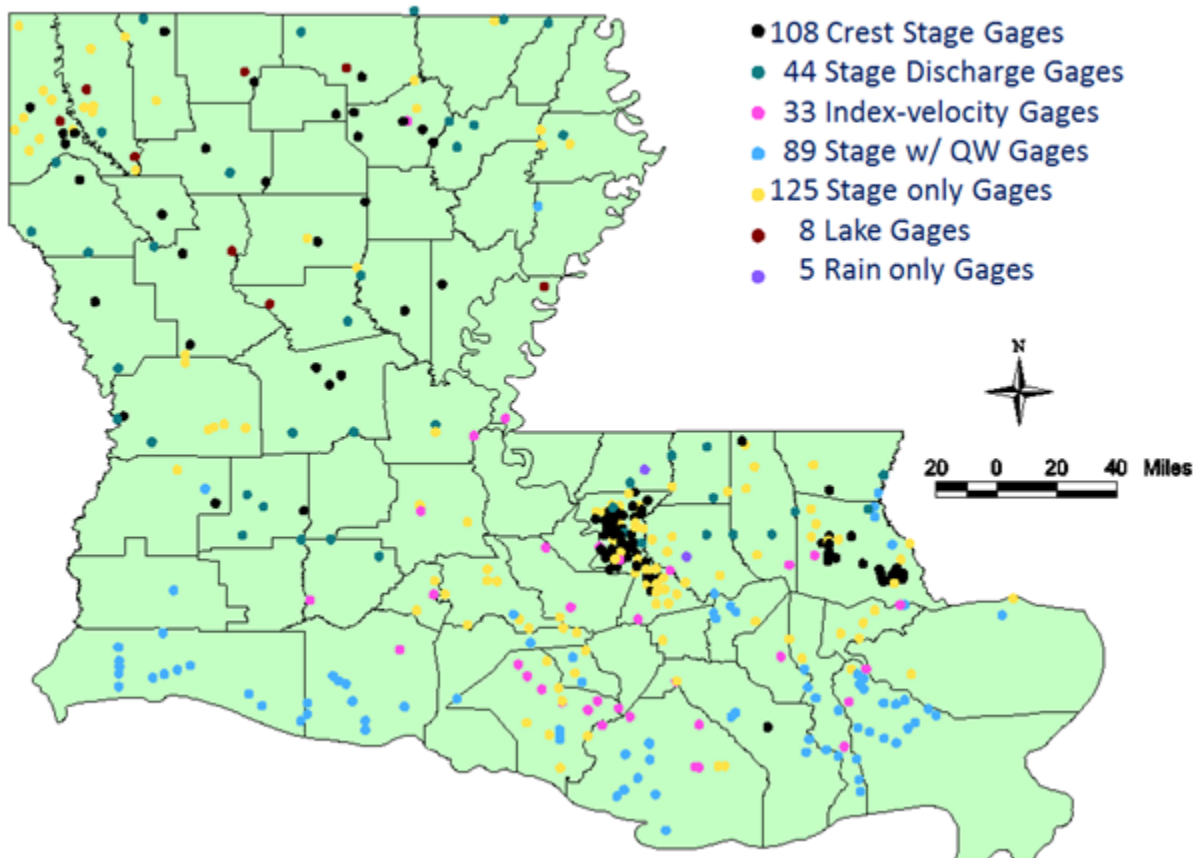 108 Crest Stage Gages
44 Stage Discharge Gages
33 Index-velocity Gages
89 Stage w/ QW Gages
125 Stage only Gages
8 Lake Gages
5 Rain only Gages
N
20 0 20 40 Miles